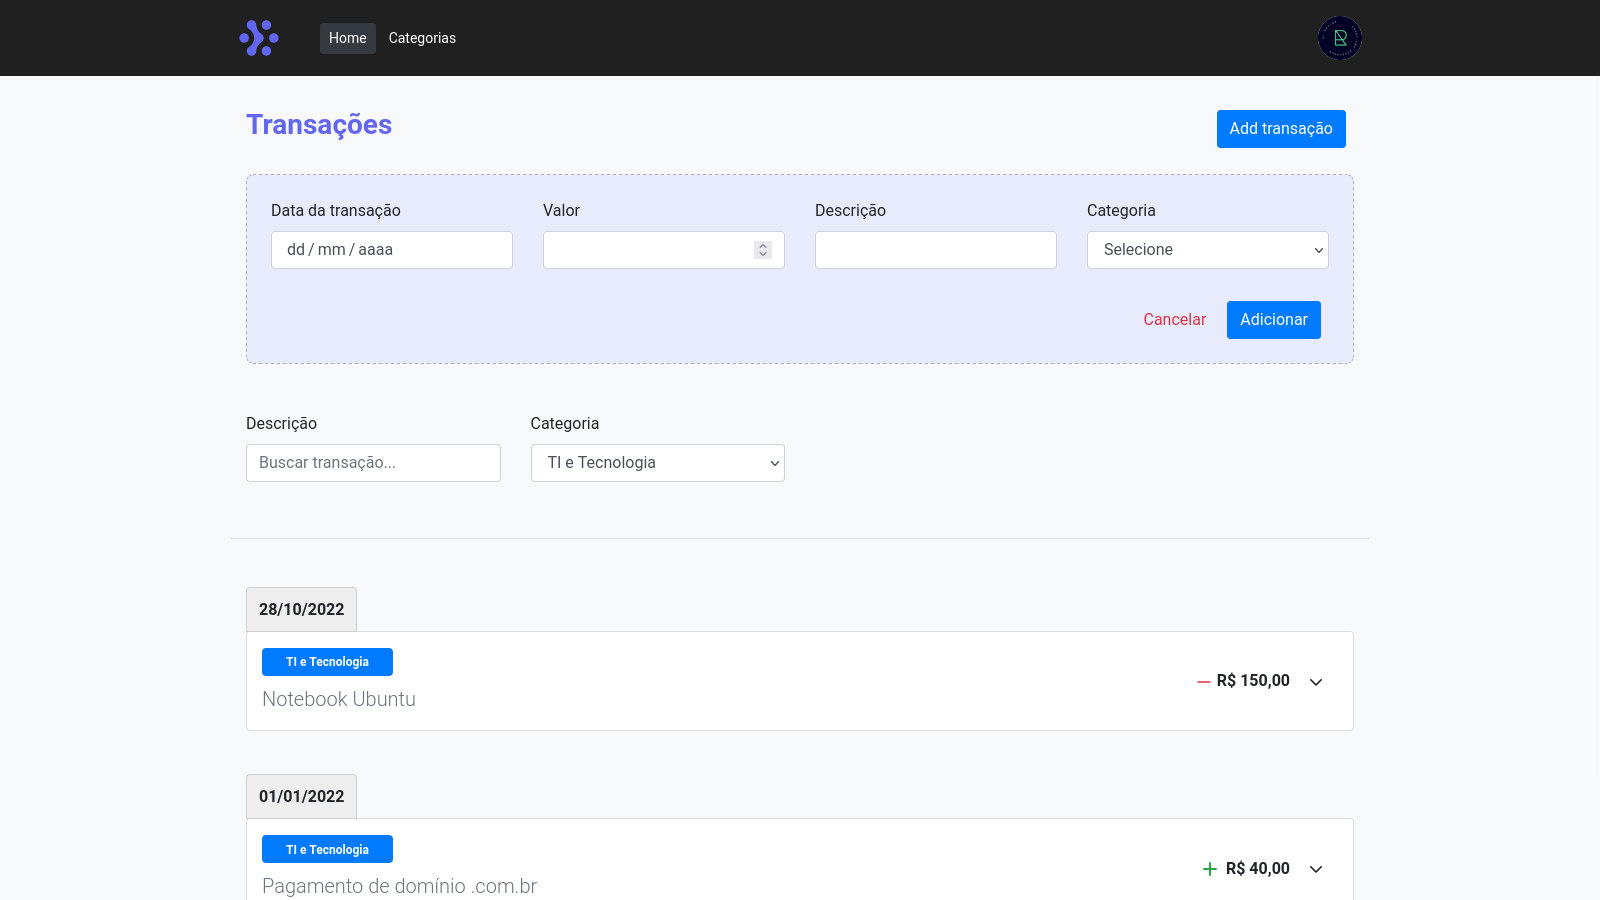 Home Categorias
Transações
Add transação
Data da transação Valor Descrição Categoria
dd / mm / aaaa Selecione
Cancelar Adicionar
Descrição Categoria
Buscar transação... TI e Tecnologia
28/10/2022
TI e Tecnologia
Notebook Ubuntu
— R$ 150,00
01/01/2022
TI e Tecnologia
Pagamento de domínio .com.br
+ R$ 40,00